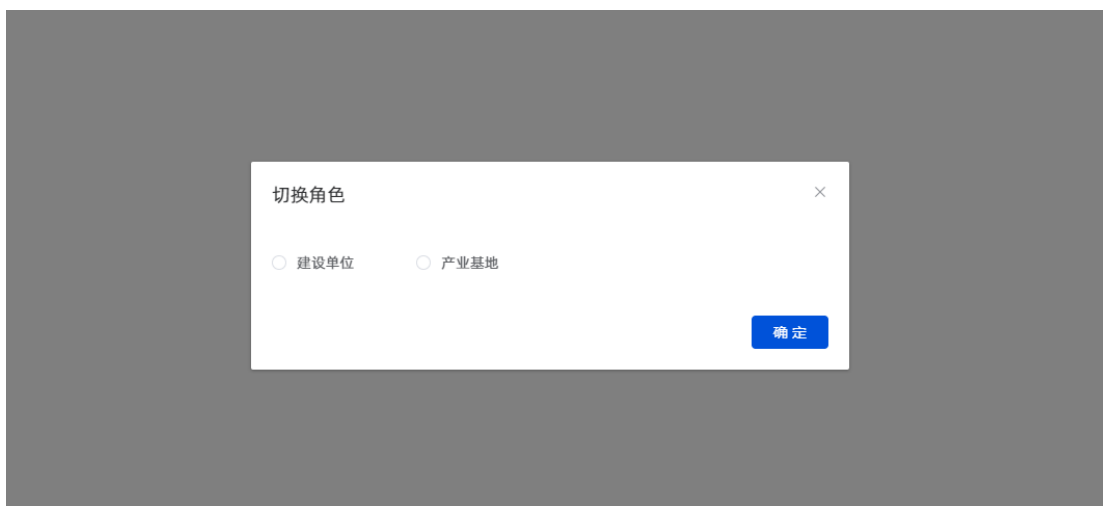 切换角色
建设单位 产业基地
确定